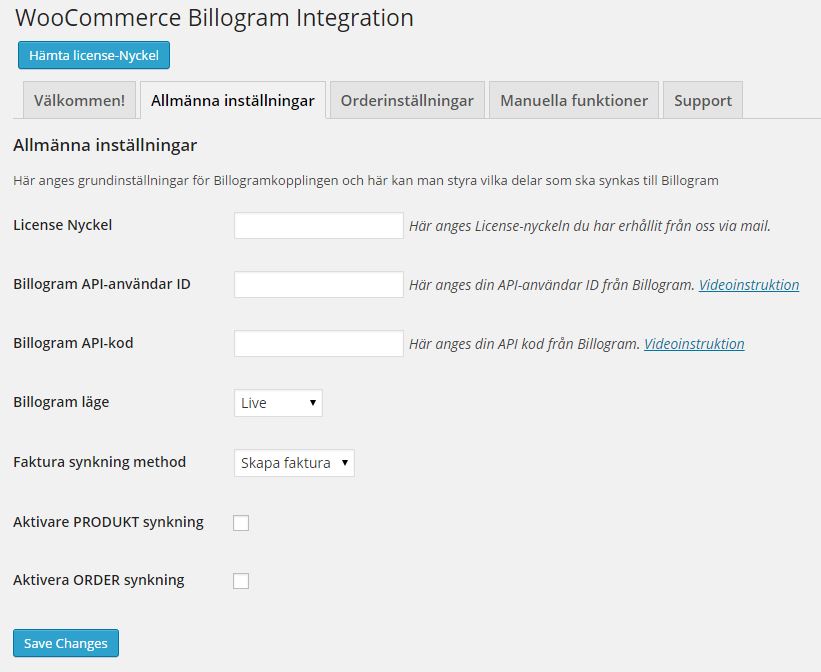 WooCommerce Billogram Integration
Hämta license-Nyckel
Välkommen! Allmänna inställningar Orderinställningar Manuella funktioner Support
Allmänna inställningar
Här anges grundinställningar för Billogramkopplingen och här kan man styra vilka delar som ska synkas till Billogram
License Nyckel Här anges License-nyckeln du har erhållit från oss via mail.
Billogram API-användar ID Här anges din API-användar ID från Billogram. Videoinstruktion
Billogram API-kod Här anges din API kod från Billogram. Videoinstruktion
Billogram läge Live
Faktura synkning method Skapa faktura
Aktivare PRODUKT synkning
Aktivera ORDER synkning
Save Changes